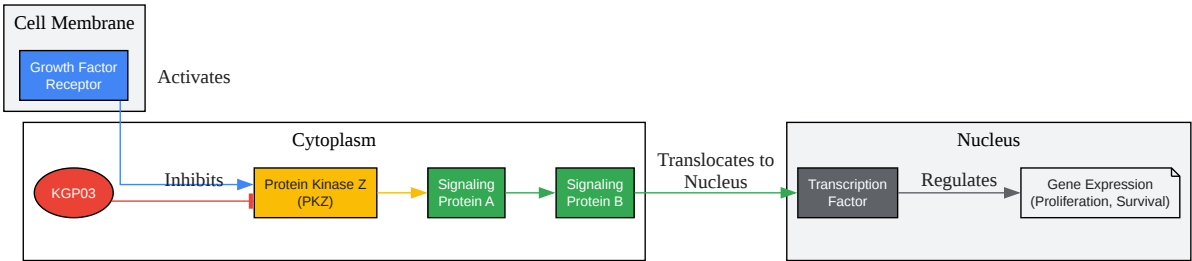 Cell Membrane
Growth Factor
Receptor
Activates
Cytoplasm
KGP03
Inhibits
Protein Kinase Z
(PKZ)
Signaling
Protein A
Signaling
Protein B
Translocates to
Nucleus
Nucleus
Transcription
Factor
Regulates
Gene Expression
(Proliferation, Survival)